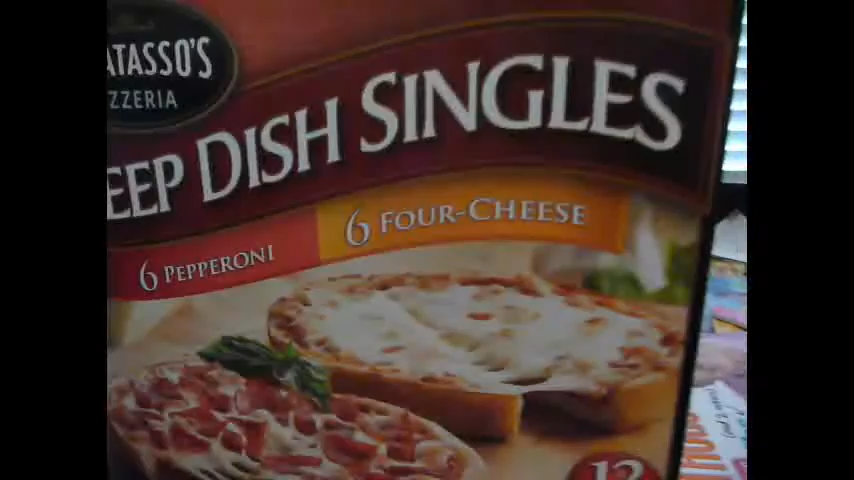 ATASSO'S
ZZERIA
EEP DISH SINGLES
6 PEPPERONI
6 FOUR-CHEESE
12